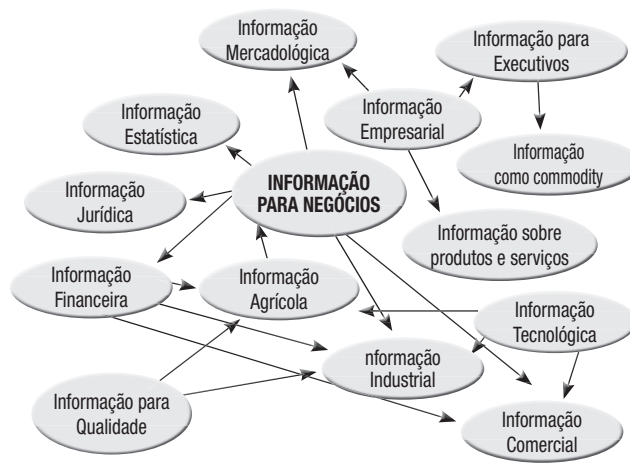 Informação
Mercadológica
Informação para
Executivos
Informação
Estatística
Informação
Empresarial
Informação
como commodity
INFORMAÇÃO
PARA NEGÓCIOS
Informação
Jurídica
Informação sobre
produtos e serviços
Informação
Financeira
Informação
Agrícola
Informação
Tecnológica
nformação
Industrial
Informação para
Qualidade
Informação
Comercial